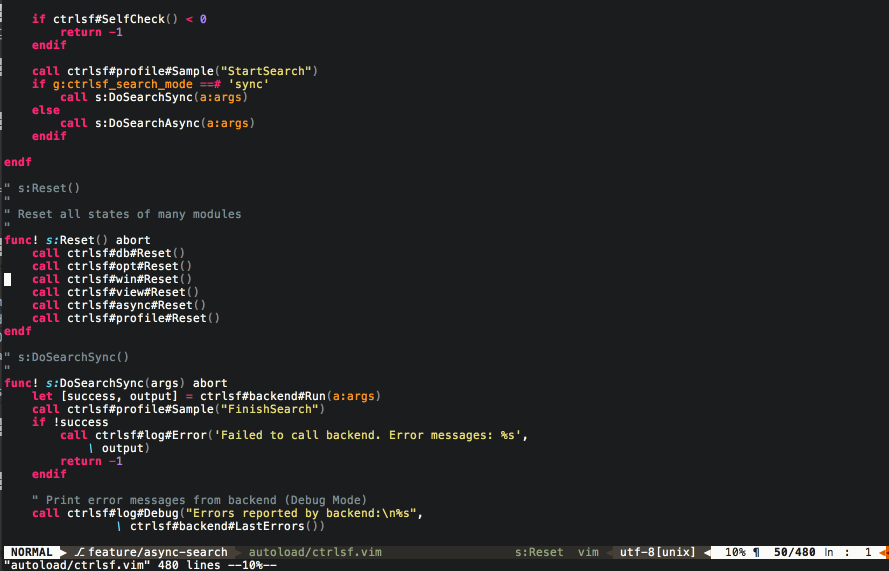 if ctrlsf#SelfCheck() < 0
        return -1
    endif

    call ctrlsf#profile#Sample("StartSearch")
    if g:ctrlsf_search_mode ==# 'sync'
        call s:DoSearchSync(a:args)
    else
        call s:DoSearchAsync(a:args)
    endif

endf

" s:Reset()
"
" Reset all states of many modules
"
func! s:Reset() abort
    call ctrlsf#db#Reset()
    call ctrlsf#opt#Reset()
    call ctrlsf#win#Reset()
    call ctrlsf#view#Reset()
    call ctrlsf#async#Reset()
    call ctrlsf#profile#Reset()
endf

" s:DoSearchSync()
"
func! s:DoSearchSync(args) abort
    let [success, output] = ctrlsf#backend#Run(a:args)
    call ctrlsf#profile#Sample("FinishSearch")
    if !success
        call ctrlsf#log#Error('Failed to call backend. Error messages: %s',
            \ output)
        return -1
    endif

    " Print error messages from backend (Debug Mode)
    call ctrlsf#log#Debug("Errors reported by backend:\n%s",
                \ ctrlsf#backend#LastErrors())

NORMAL feature/async-search autoload/ctrlsf.vim s:Reset vim utf-8[unix] 10% ¶ 50/480 ln : 1
"autoload/ctrlsf.vim" 480 lines --10%--